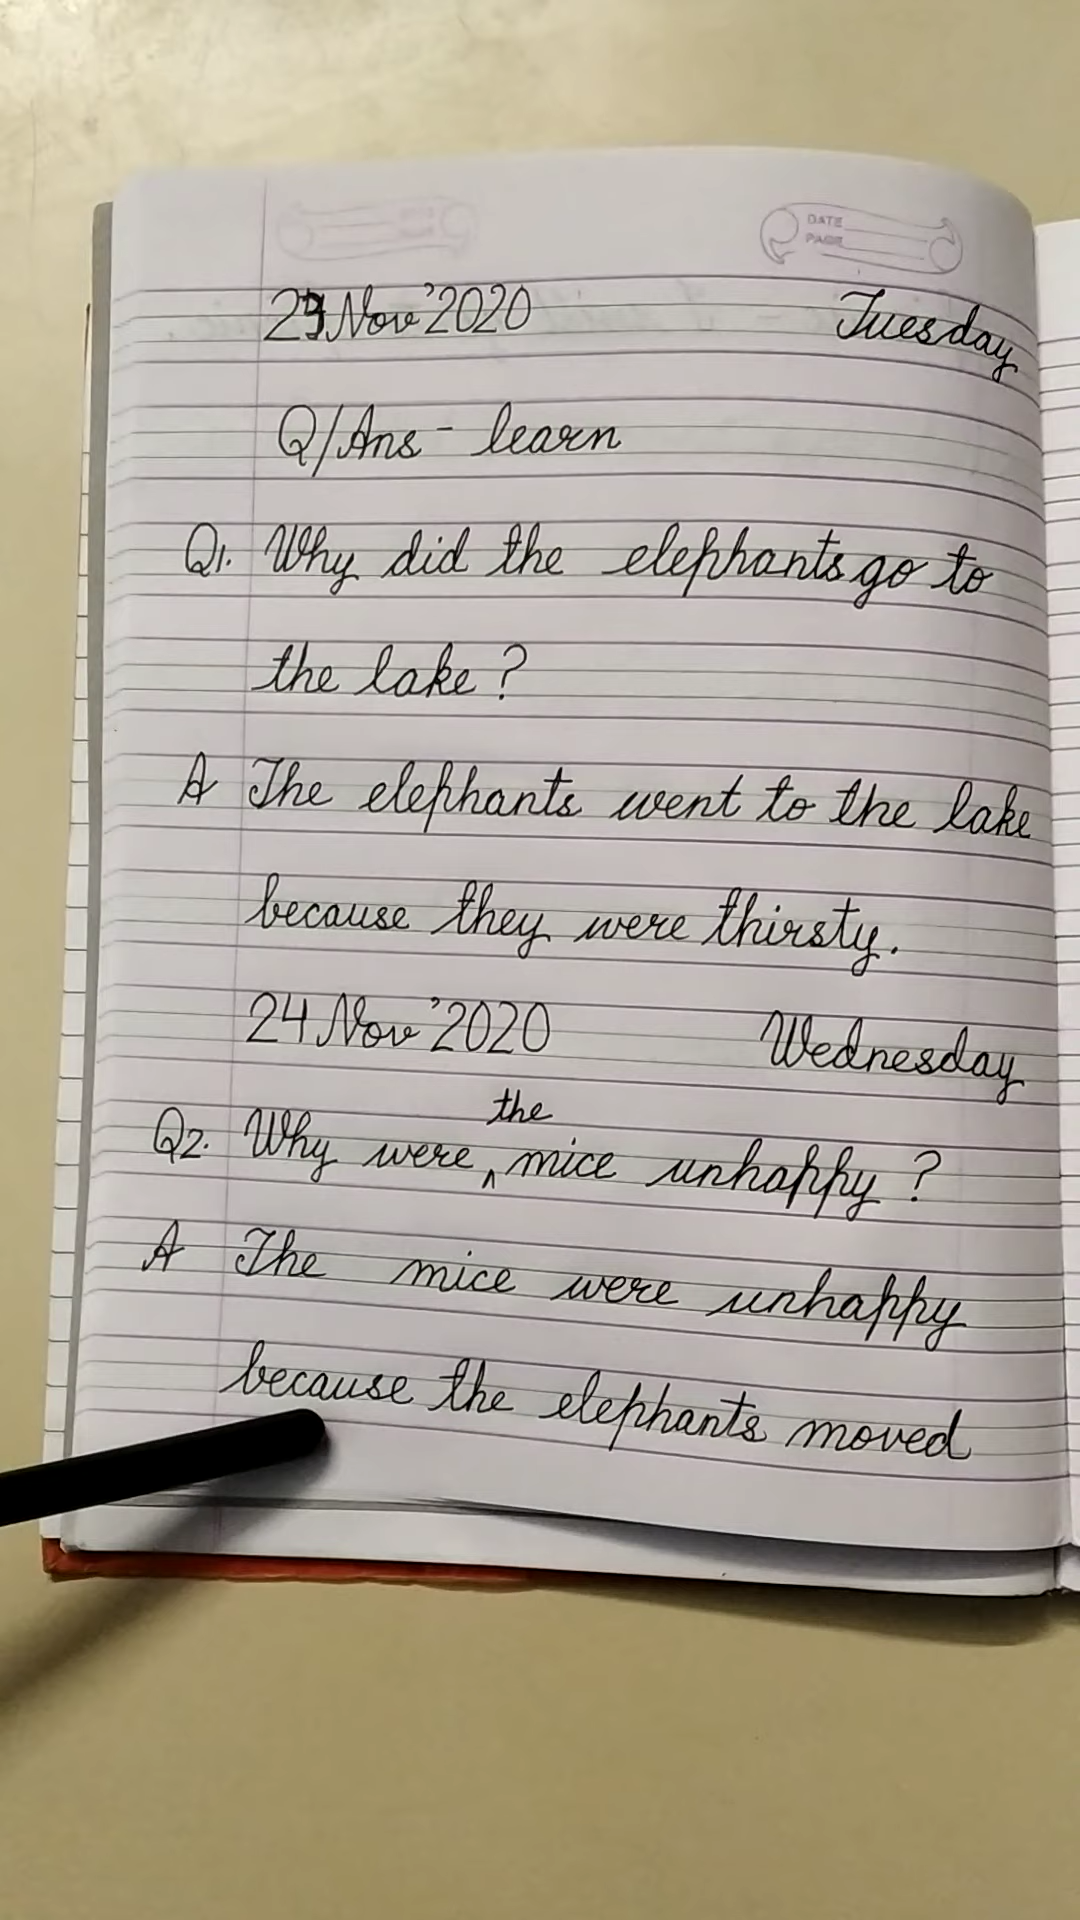 DATE
PAGE
23 Nov'2020 Tuesday
Q/Ans - learn
Q1. Why did the elephants go to
the lake ?
A The elephants went to the lake
because they were thirsty.
24 Nov'2020 Wednesday
the
Q2. Why were ^ mice unhappy ?
A The mice were unhappy
because the elephants moved